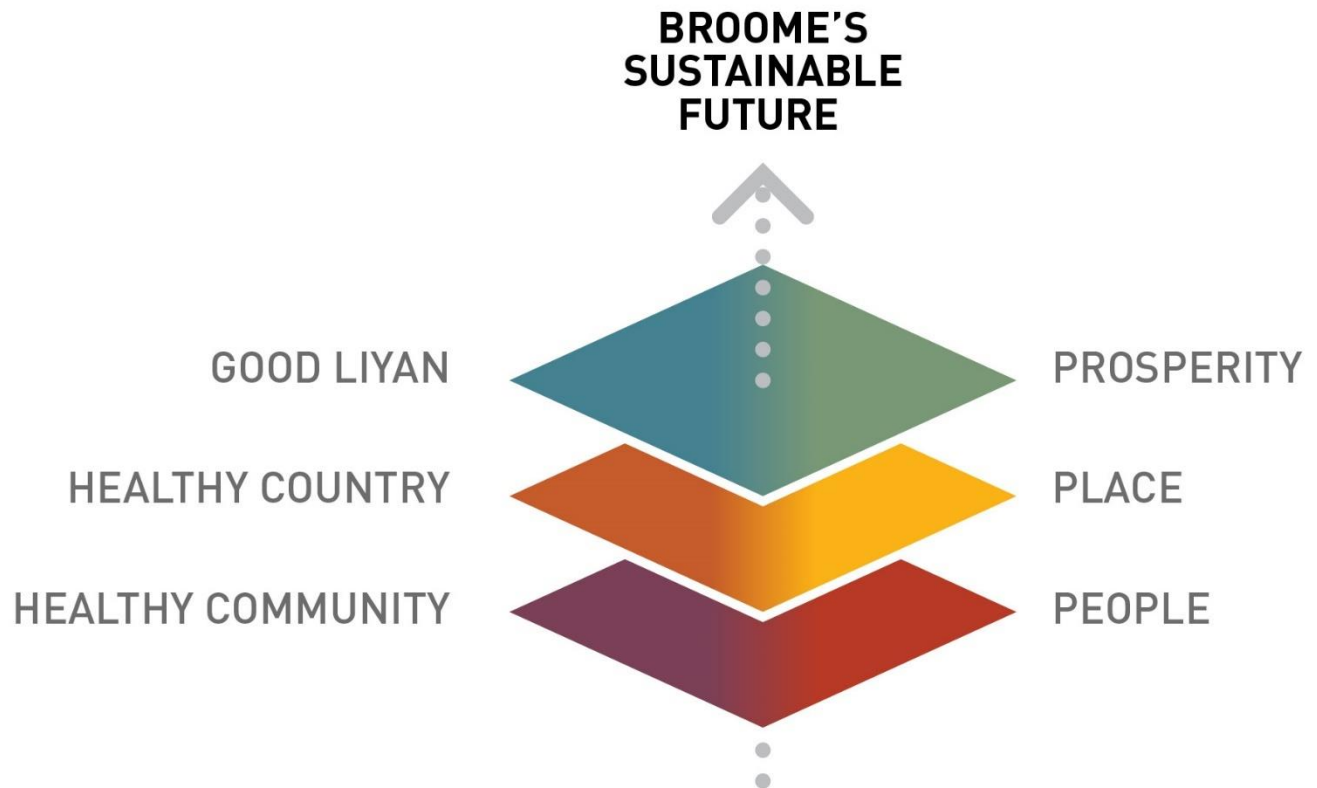 BROOME'S
SUSTAINABLE
FUTURE
GOOD LIYAN
PROSPERITY
HEALTHY COUNTRY
PLACE
HEALTHY COMMUNITY
PEOPLE